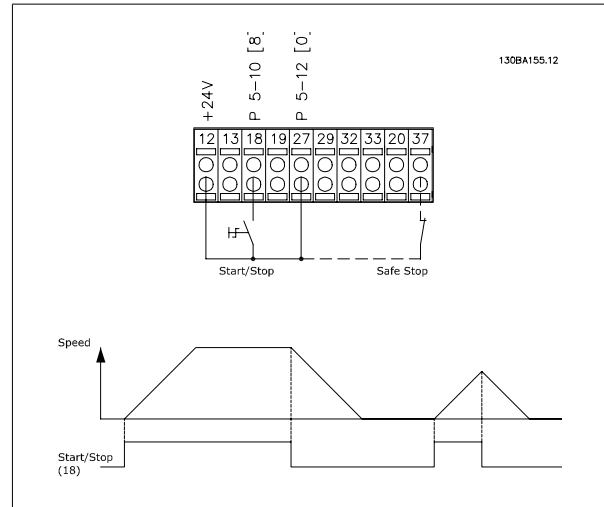 130BA155.12
+24V
P 5-10 [8]
P 5-12 [0]
12 13 18 19 27 29 32 33 20 37
Start/Stop
Safe Stop
Speed
Start/Stop
(18)